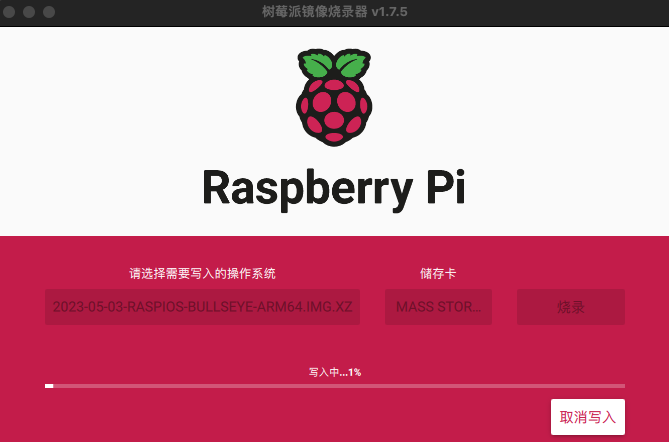 树莓派镜像烧录器 v1.7.5
Raspberry Pi
请选择需要写入的操作系统
储存卡
2023-05-03-RASPIOS-BULLSEYE-ARM64.IMG.XZ
MASS STOR...
烧录
写入中...1%
取消写入